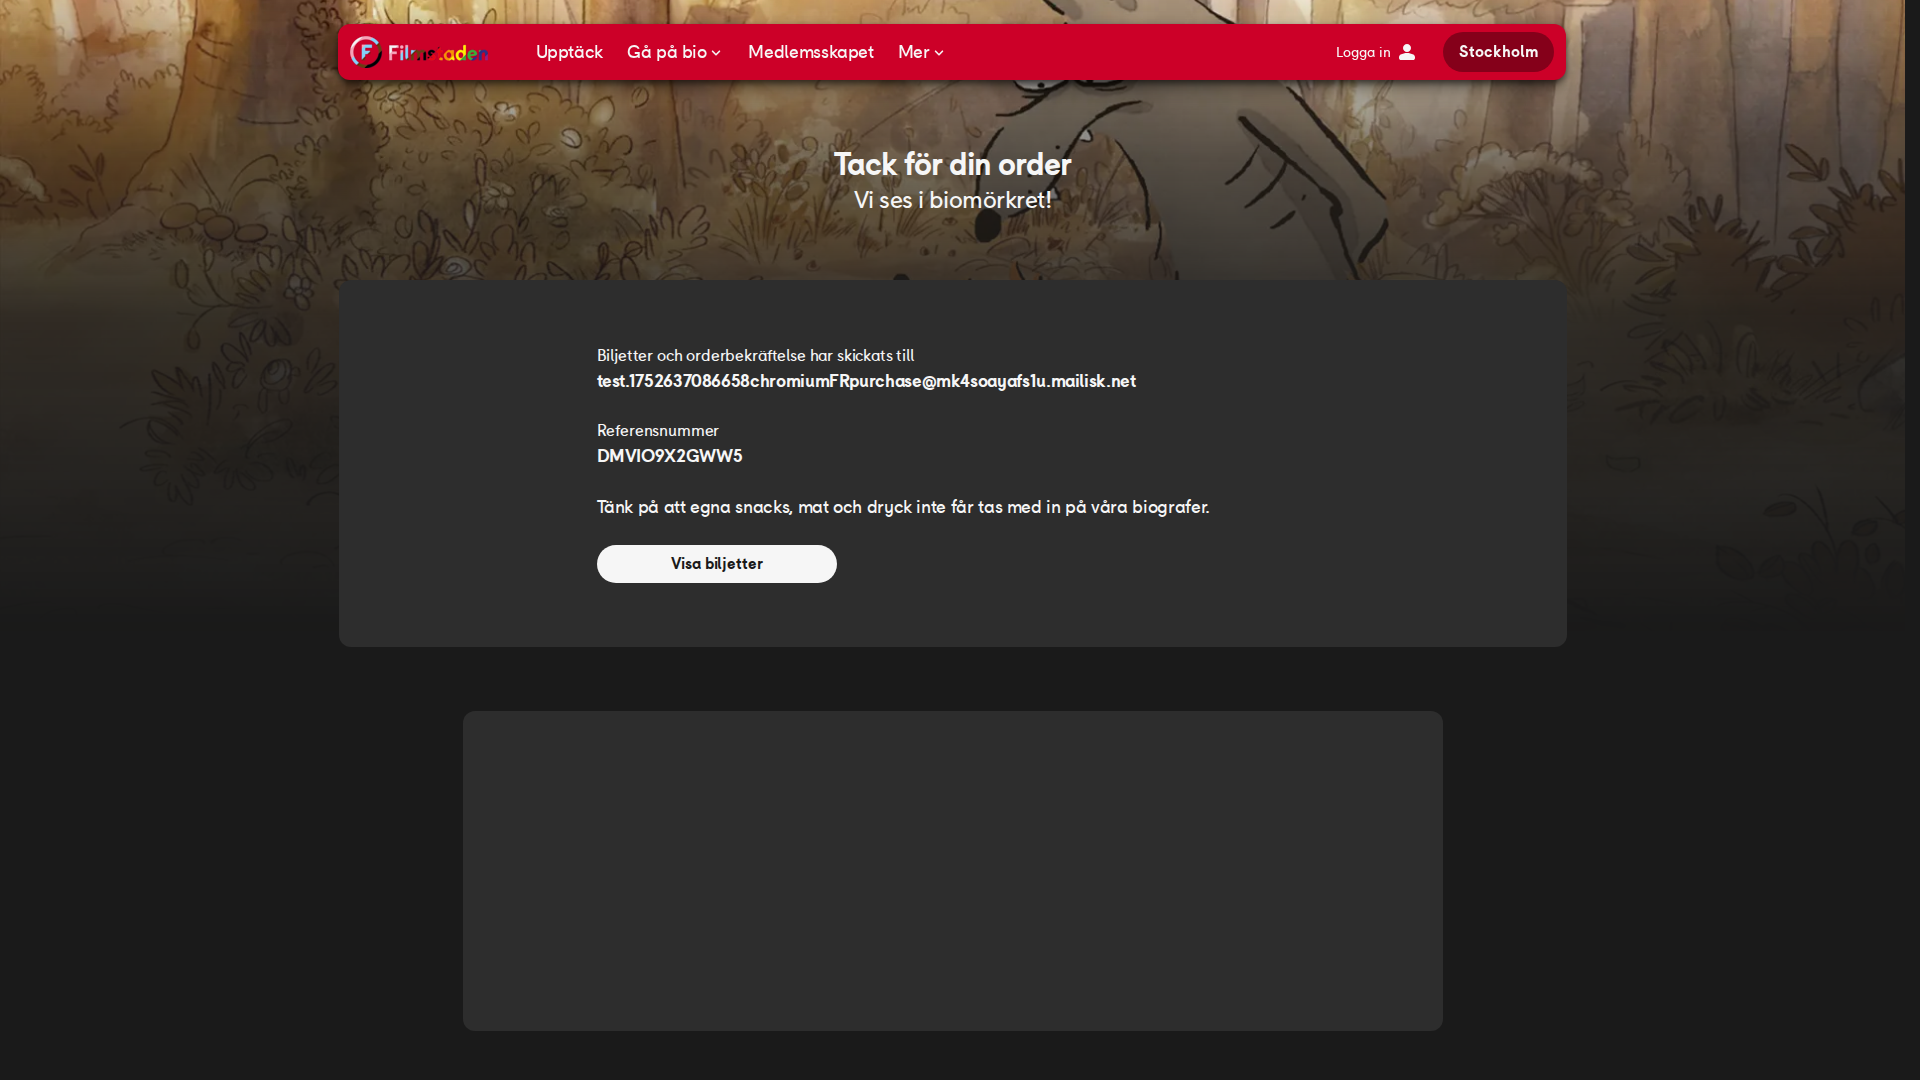 Filmstaden
Upptäck
Gå på bio
Medlemsskapet
Mer
Logga in
Stockholm
Tack för din order
Vi ses i biomörkret!
Biljetter och orderbekräftelse har skickats till
test.1752637086658chromiumFRpurchase@mk4soayafs1u.mailisk.net
Referensnummer
DMVIO9X2GWW5
Tänk på att egna snacks, mat och dryck inte får tas med in på våra biografer.
Visa biljetter